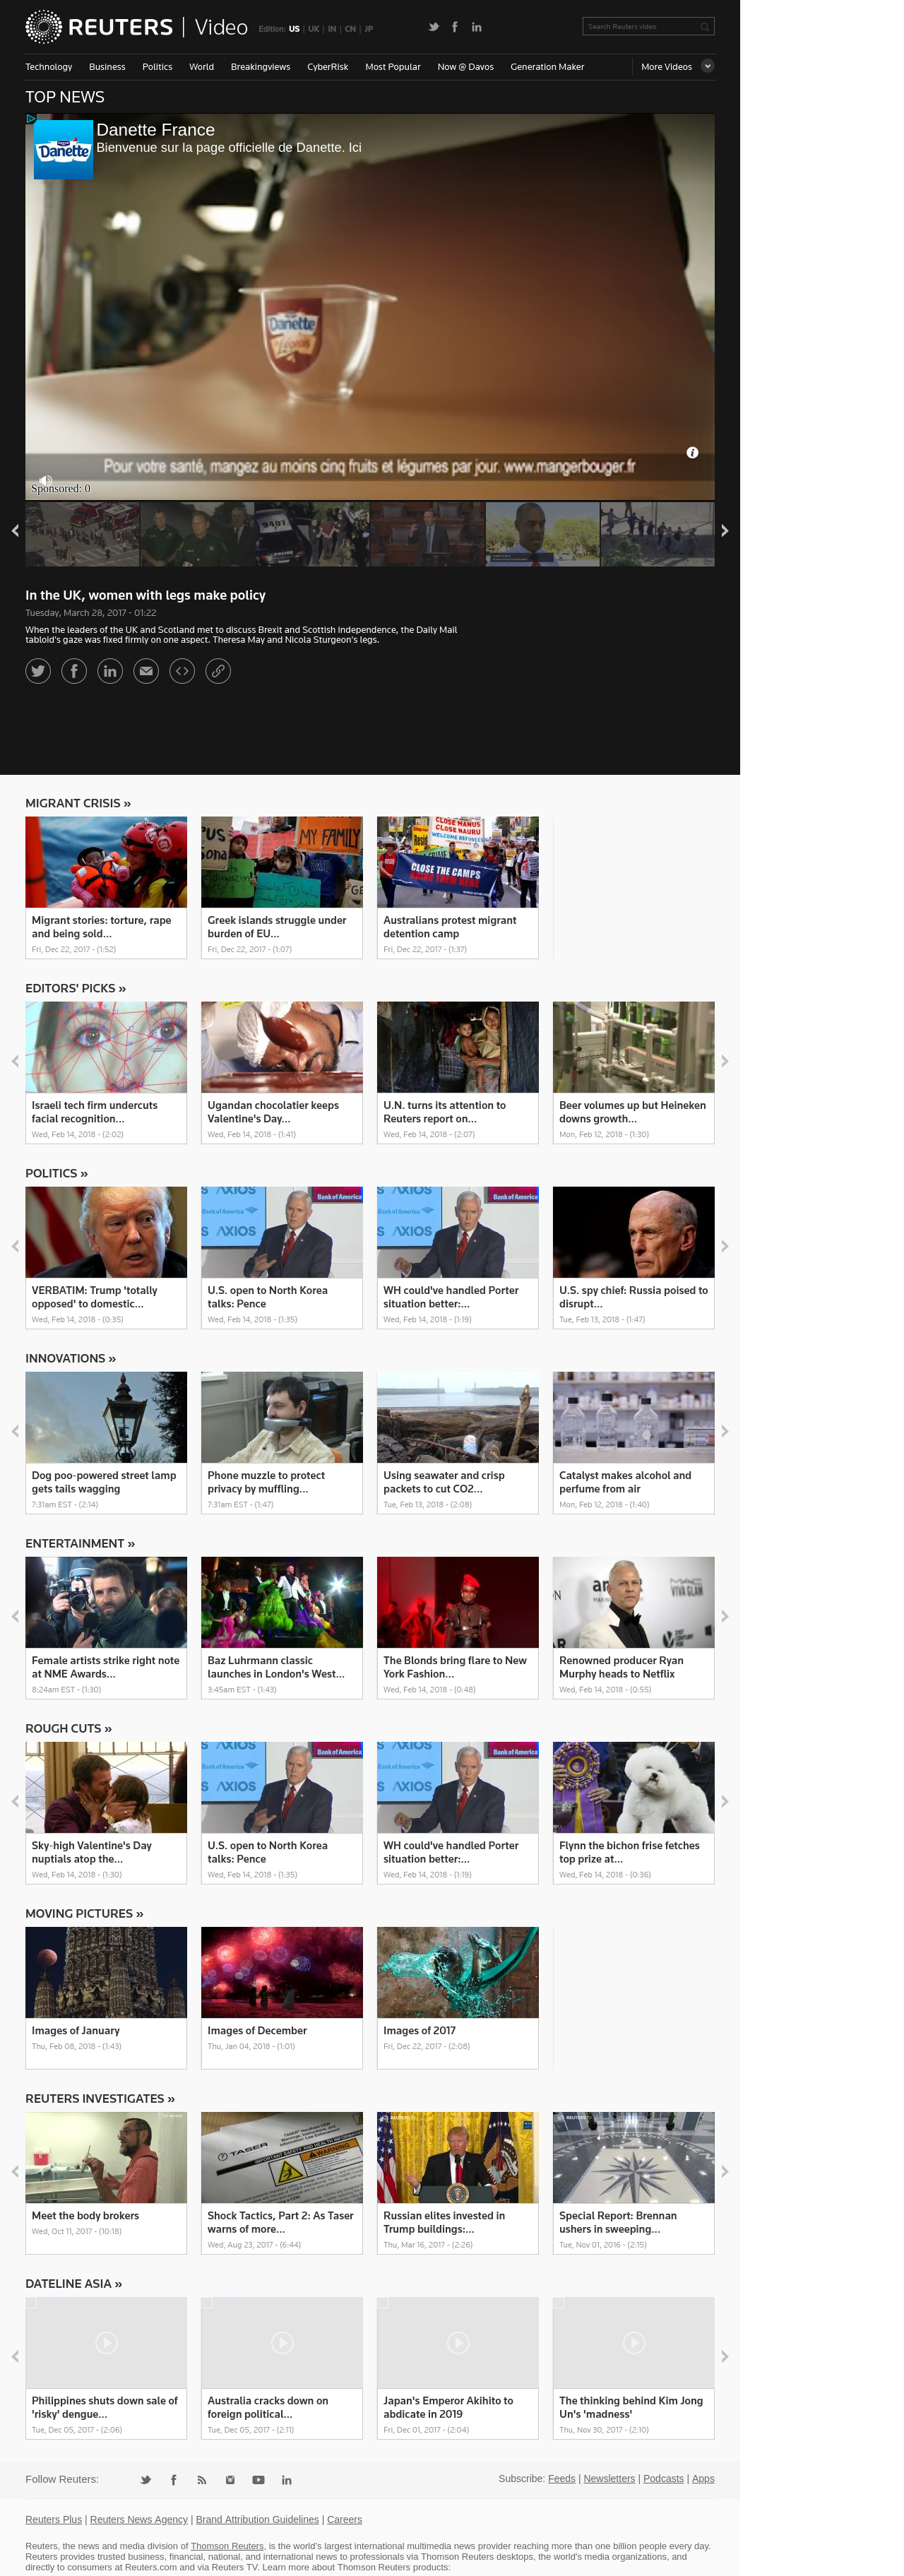 REUTERS | Video Edition: US | UK | IN | CN | JP
Search Reuters video
Technology Business Politics World Breakingviews CyberRisk Most Popular Now @ Davos Generation Maker More Videos
TOP NEWS
Danette
Danette France
Bienvenue sur la page officielle de Danette. Ici
Danette
Pour votre santé, mangez au moins cinq fruits et légumes par jour. www.mangerbouger.fr
Sponsored: 0
In the UK, women with legs make policy
Tuesday, March 28, 2017 - 01:22
When the leaders of the UK and Scotland met to discuss Brexit and Scottish independence, the Daily Mail
tabloid's gaze was fixed firmly on one aspect. Theresa May and Nicola Sturgeon's legs.
MIGRANT CRISIS »
MY FAMILY
CLOSE MANUS
CLOSE NAURU
WELCOME REFUGEES
CLOSE THE CAMPS
Migrant stories: torture, rape
and being sold...
Fri, Dec 22, 2017 - (1:52)
Greek islands struggle under
burden of EU...
Fri, Dec 22, 2017 - (1:07)
Australians protest migrant
detention camp
Fri, Dec 22, 2017 - (1:37)
EDITORS' PICKS »
Israeli tech firm undercuts
facial recognition...
Wed, Feb 14, 2018 - (2:02)
Ugandan chocolatier keeps
Valentine's Day...
Wed, Feb 14, 2018 - (1:41)
U.N. turns its attention to
Reuters report on...
Wed, Feb 14, 2018 - (2:07)
Beer volumes up but Heineken
downs growth...
Mon, Feb 12, 2018 - (1:30)
POLITICS »
AXIOS
Bank of America
AXIOS
Bank of America
VERBATIM: Trump 'totally
opposed' to domestic...
Wed, Feb 14, 2018 - (0:35)
U.S. open to North Korea
talks: Pence
Wed, Feb 14, 2018 - (1:35)
WH could've handled Porter
situation better:...
Wed, Feb 14, 2018 - (1:19)
U.S. spy chief: Russia poised to
disrupt...
Tue, Feb 13, 2018 - (1:47)
INNOVATIONS »
Dog poo-powered street lamp
gets tails wagging
7:31am EST - (2:14)
Phone muzzle to protect
privacy by muffling...
7:31am EST - (1:47)
Using seawater and crisp
packets to cut CO2...
Tue, Feb 13, 2018 - (2:08)
Catalyst makes alcohol and
perfume from air
Mon, Feb 12, 2018 - (1:40)
ENTERTAINMENT »
VIVA GLAM
Female artists strike right note
at NME Awards...
8:24am EST - (1:30)
Baz Luhrmann classic
launches in London's West...
3:45am EST - (1:43)
The Blonds bring flare to New
York Fashion...
Wed, Feb 14, 2018 - (0:48)
Renowned producer Ryan
Murphy heads to Netflix
Wed, Feb 14, 2018 - (0:55)
ROUGH CUTS »
AXIOS
Bank of America
AXIOS
Bank of America
Sky-high Valentine's Day
nuptials atop the...
Wed, Feb 14, 2018 - (1:30)
U.S. open to North Korea
talks: Pence
Wed, Feb 14, 2018 - (1:35)
WH could've handled Porter
situation better:...
Wed, Feb 14, 2018 - (1:19)
Flynn the bichon frise fetches
top prize at...
Wed, Feb 14, 2018 - (0:36)
MOVING PICTURES »
Images of January
Thu, Feb 08, 2018 - (1:43)
Images of December
Thu, Jan 04, 2018 - (1:01)
Images of 2017
Fri, Dec 22, 2017 - (2:08)
REUTERS INVESTIGATES »
TASER
WARNING
Meet the body brokers
Wed, Oct 11, 2017 - (10:18)
Shock Tactics, Part 2: As Taser
warns of more...
Wed, Aug 23, 2017 - (6:44)
Russian elites invested in
Trump buildings:...
Thu, Mar 16, 2017 - (2:26)
Special Report: Brennan
ushers in sweeping...
Tue, Nov 01, 2016 - (2:15)
DATELINE ASIA »
Philippines shuts down sale of
'risky' dengue...
Tue, Dec 05, 2017 - (2:06)
Australia cracks down on
foreign political...
Tue, Dec 05, 2017 - (2:11)
Japan's Emperor Akihito to
abdicate in 2019
Fri, Dec 01, 2017 - (2:04)
The thinking behind Kim Jong
Un's 'madness'
Thu, Nov 30, 2017 - (2:10)
Follow Reuters: Subscribe: Feeds | Newsletters | Podcasts | Apps
Reuters Plus | Reuters News Agency | Brand Attribution Guidelines | Careers
Reuters, the news and media division of Thomson Reuters, is the world's largest international multimedia news provider reaching more than one billion people every day.
Reuters provides trusted business, financial, national, and international news to professionals via Thomson Reuters desktops, the world's media organizations, and
directly to consumers at Reuters.com and via Reuters TV. Learn more about Thomson Reuters products: